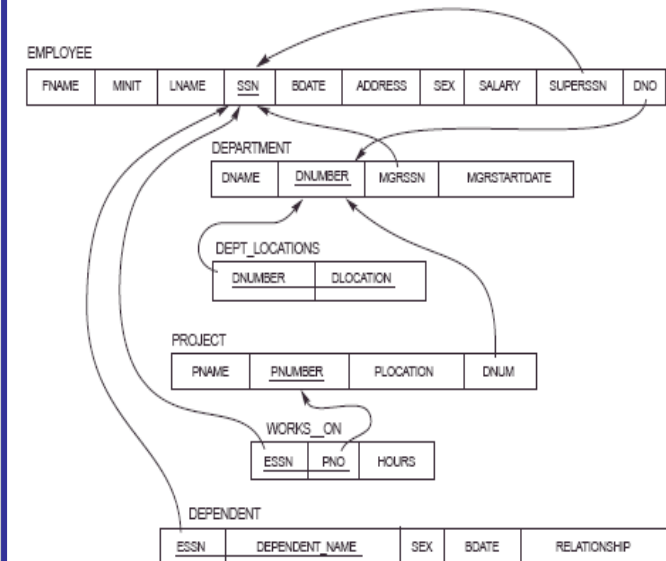 EMPLOYEE
FNAME MINIT LNAME SSN BDATE ADDRESS SEX SALARY SUPERSSN DNO
DEPARTMENT
DNAME DNUMBER MGRSSN MGRSTARTDATE
DEPT_LOCATIONS
DNUMBER DLOCATION
PROJECT
PNAME PNUMBER PLOCATION DNUM
WORKS_ON
ESSN PNO HOURS
DEPENDENT
ESSN DEPENDENT_NAME SEX BDATE RELATIONSHIP